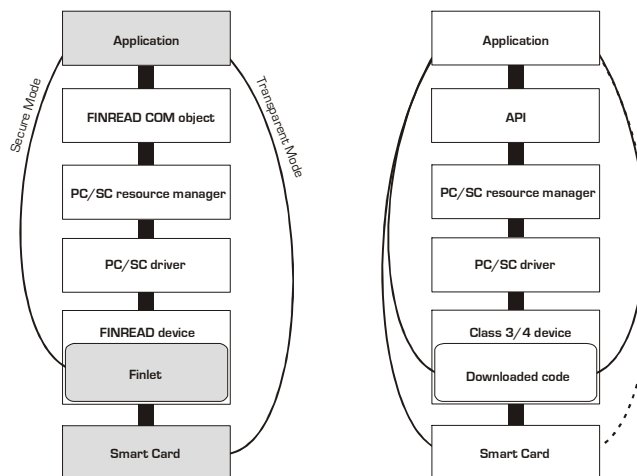 Application
Secure Mode
Transparent Mode
FINREAD COM object
PC/SC resource manager
PC/SC driver
FINREAD device
Finlet
Smart Card
Application
API
PC/SC resource manager
PC/SC driver
Class 3/4 device
Downloaded code
Smart Card